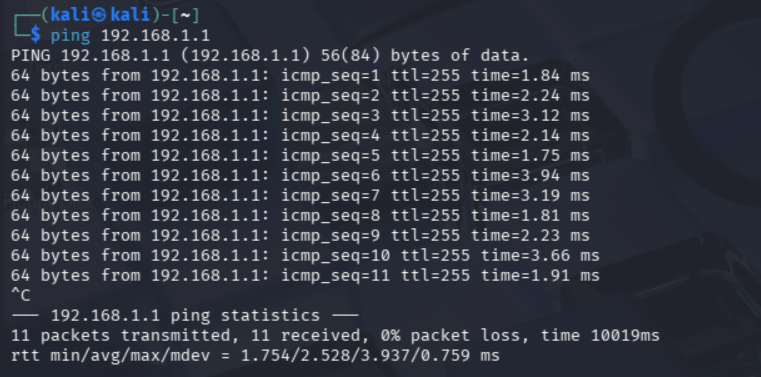 ┌──(kali㉿kali)-[~]
└─$ ping 192.168.1.1
PING 192.168.1.1 (192.168.1.1) 56(84) bytes of data.
64 bytes from 192.168.1.1: icmp_seq=1 ttl=255 time=1.84 ms
64 bytes from 192.168.1.1: icmp_seq=2 ttl=255 time=2.24 ms
64 bytes from 192.168.1.1: icmp_seq=3 ttl=255 time=3.12 ms
64 bytes from 192.168.1.1: icmp_seq=4 ttl=255 time=2.14 ms
64 bytes from 192.168.1.1: icmp_seq=5 ttl=255 time=1.75 ms
64 bytes from 192.168.1.1: icmp_seq=6 ttl=255 time=3.94 ms
64 bytes from 192.168.1.1: icmp_seq=7 ttl=255 time=3.19 ms
64 bytes from 192.168.1.1: icmp_seq=8 ttl=255 time=1.81 ms
64 bytes from 192.168.1.1: icmp_seq=9 ttl=255 time=2.23 ms
64 bytes from 192.168.1.1: icmp_seq=10 ttl=255 time=3.66 ms
64 bytes from 192.168.1.1: icmp_seq=11 ttl=255 time=1.91 ms
^C
--- 192.168.1.1 ping statistics ---
11 packets transmitted, 11 received, 0% packet loss, time 10019ms
rtt min/avg/max/mdev = 1.754/2.528/3.937/0.759 ms